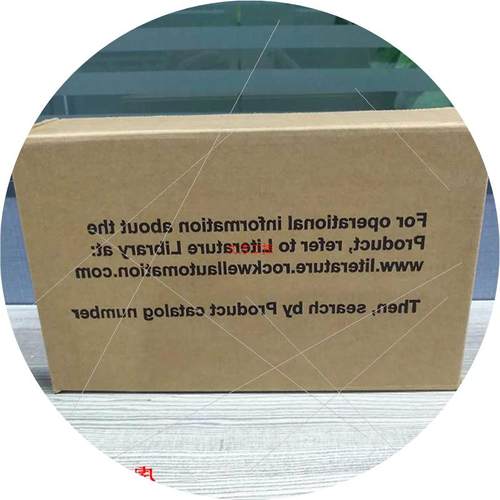 For operational information about the
Product, refer to Literature Library at:
www.literature.rockwellautomation.com
Then, search by Product catalog number